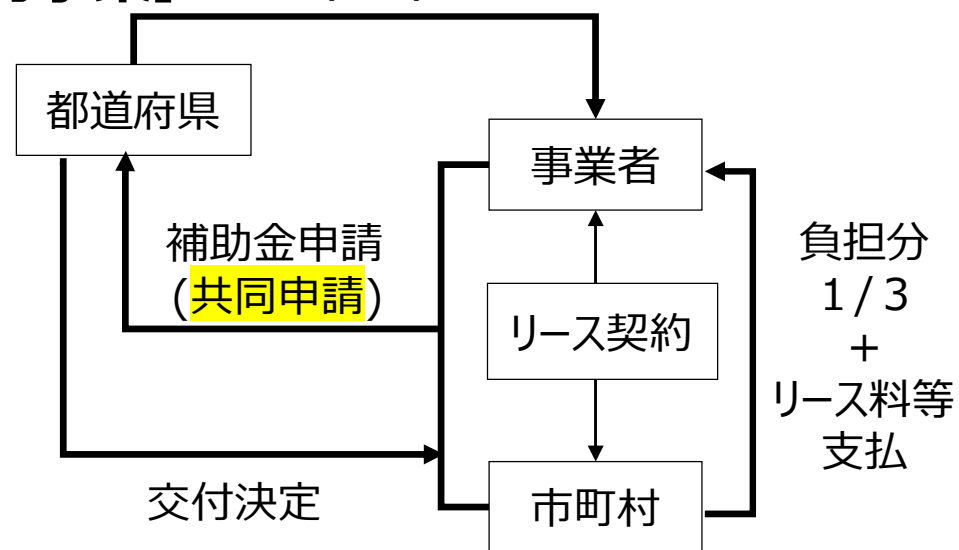 都道府県
事業者
補助金申請
(共同申請)
リース契約
負担分
1/3
+
リース料等
支払
交付決定
市町村